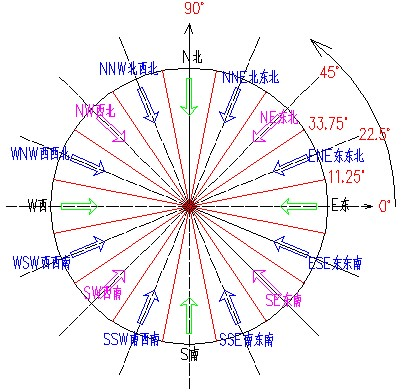 90°
N北
NNW北西北
NNE北东北
45°
NW西北
NE东北
33.75°
22.5°
WNW西西北
ENE东东北
11.25°
W西
E东
0°
WSW西西南
ESE东东南
SW西南
SE东南
SSW南西南
SSE南东南
S南